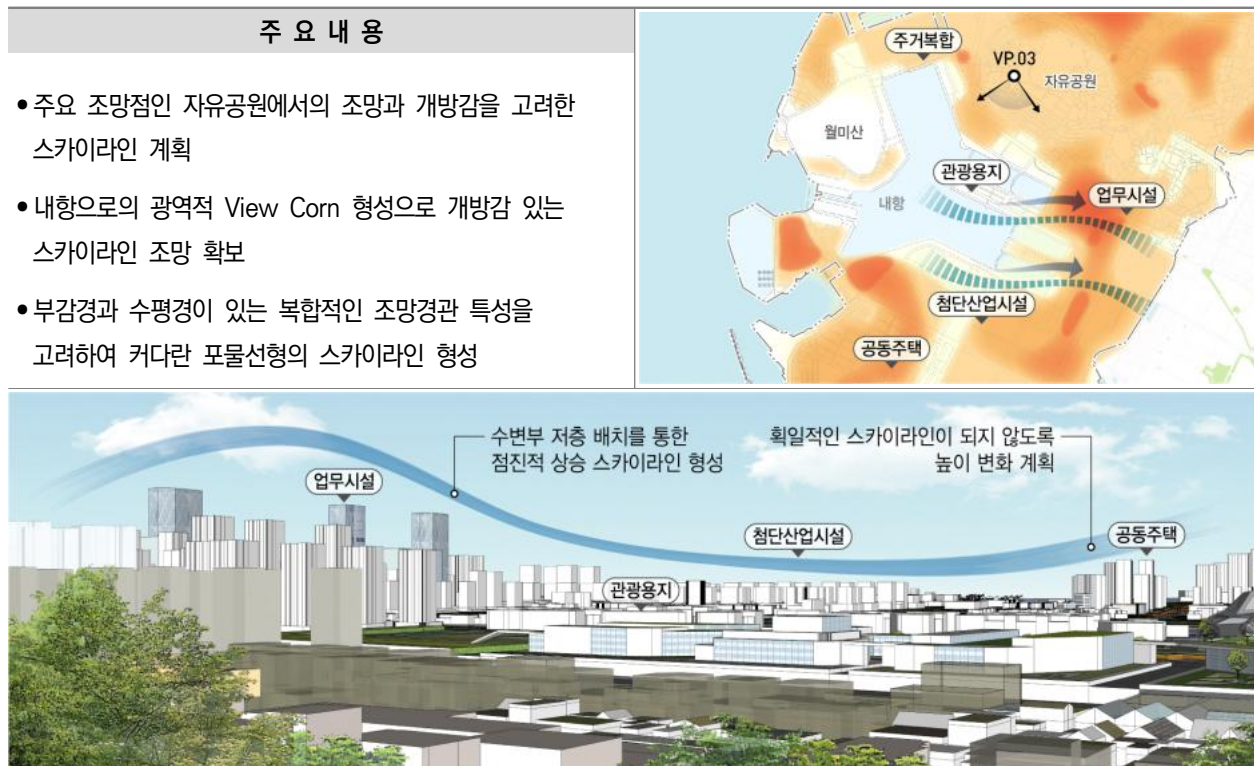 주 요 내 용
• 주요 조망점인 자유공원에서의 조망과 개방감을 고려한
스카이라인 계획
• 내항으로의 광역적 View Corn 형성으로 개방감 있는
스카이라인 조망 확보
• 부감경과 수평경이 있는 복합적인 조망경관 특성을
고려하여 커다란 포물선형의 스카이라인 형성
주거복합
VP.03
자유공원
월미산
관광용지
업무시설
내항
첨단산업시설
공동주택
수변부 저층 배치를 통한
점진적 상승 스카이라인 형성
획일적인 스카이라인이 되지 않도록
높이 변화 계획
업무시설
첨단산업시설
공동주택
관광용지